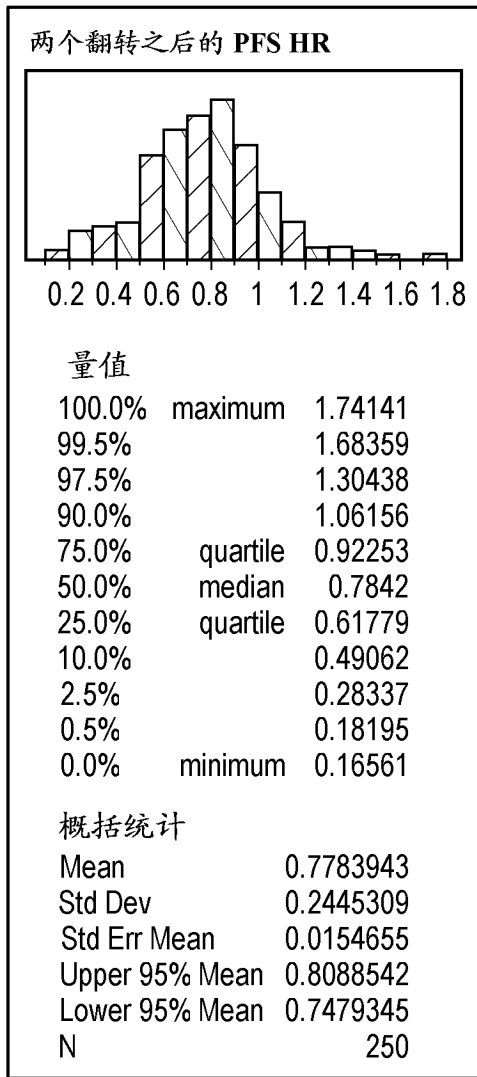 两个翻转之后的 PFS HR
0.2 0.4 0.6 0.8 1 1.2 1.4 1.6 1.8
量值
100.0% maximum 1.74141
99.5% 1.68359
97.5% 1.30438
90.0% 1.06156
75.0% quartile 0.92253
50.0% median 0.7842
25.0% quartile 0.61779
10.0% 0.49062
2.5% 0.28337
0.5% 0.18195
0.0% minimum 0.16561
概括统计
Mean 0.7783943
Std Dev 0.2445309
Std Err Mean 0.0154655
Upper 95% Mean 0.8088542
Lower 95% Mean 0.7479345
N 250